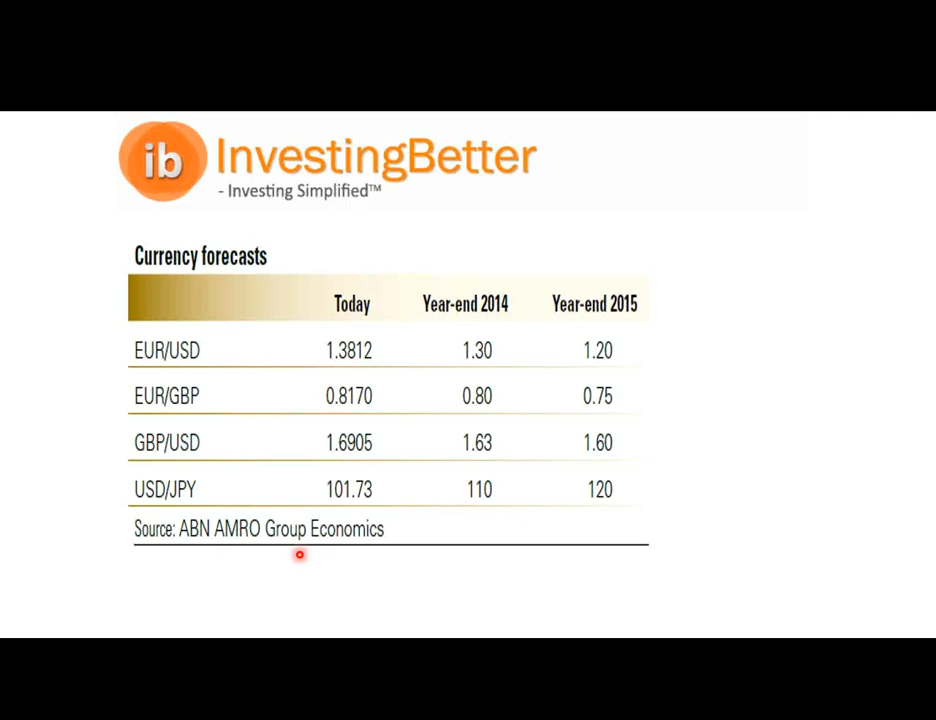 ib InvestingBetter
- Investing Simplified™
Currency forecasts
Today Year-end 2014 Year-end 2015
EUR/USD 1.3812 1.30 1.20
EUR/GBP 0.8170 0.80 0.75
GBP/USD 1.6905 1.63 1.60
USD/JPY 101.73 110 120
Source: ABN AMRO Group Economics